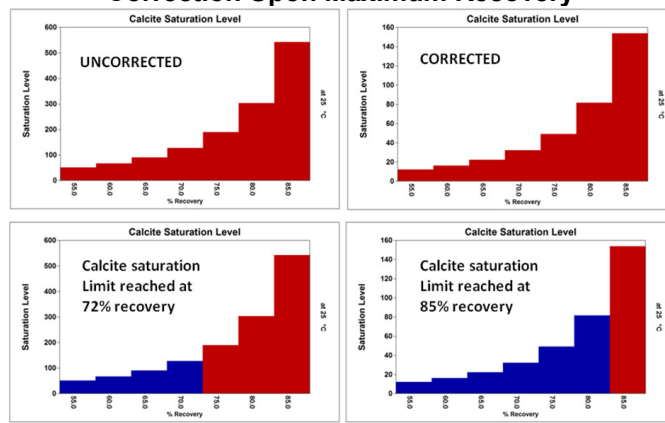 Correction Upon Maximum Recovery
Calcite Saturation Level
UNCORRECTED
Saturation Level
600
500
400
300
200
100
0
55.0 60.0 65.0 70.0 75.0 80.0 85.0
% Recovery
at 25 °C
Calcite Saturation Level
CORRECTED
Saturation Level
160
140
120
100
80
60
40
20
0
55.0 60.0 65.0 70.0 75.0 80.0 85.0
% Recovery
at 25 °C
Calcite Saturation Level
Calcite saturation
Limit reached at
72% recovery
Saturation Level
600
500
400
300
200
100
0
55.0 60.0 65.0 70.0 75.0 80.0 85.0
% Recovery
at 25 °C
Calcite Saturation Level
Calcite saturation
Limit reached at
85% recovery
Saturation Level
160
140
120
100
80
60
40
20
0
55.0 60.0 65.0 70.0 75.0 80.0 85.0
% Recovery
at 25 °C